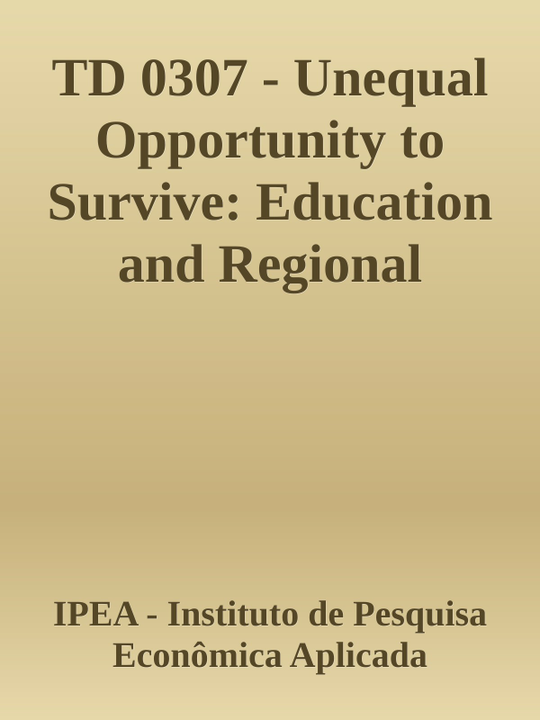 TD 0307 - Unequal
Opportunity to
Survive: Education
and Regional
IPEA - Instituto de Pesquisa
Econômica Aplicada